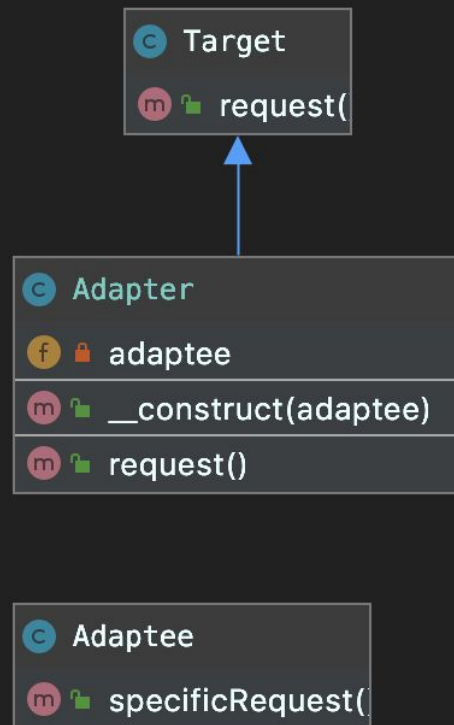 C Target
m request(
C Adapter
f adaptee
m __construct(adaptee)
m request()
C Adaptee
m specificRequest()